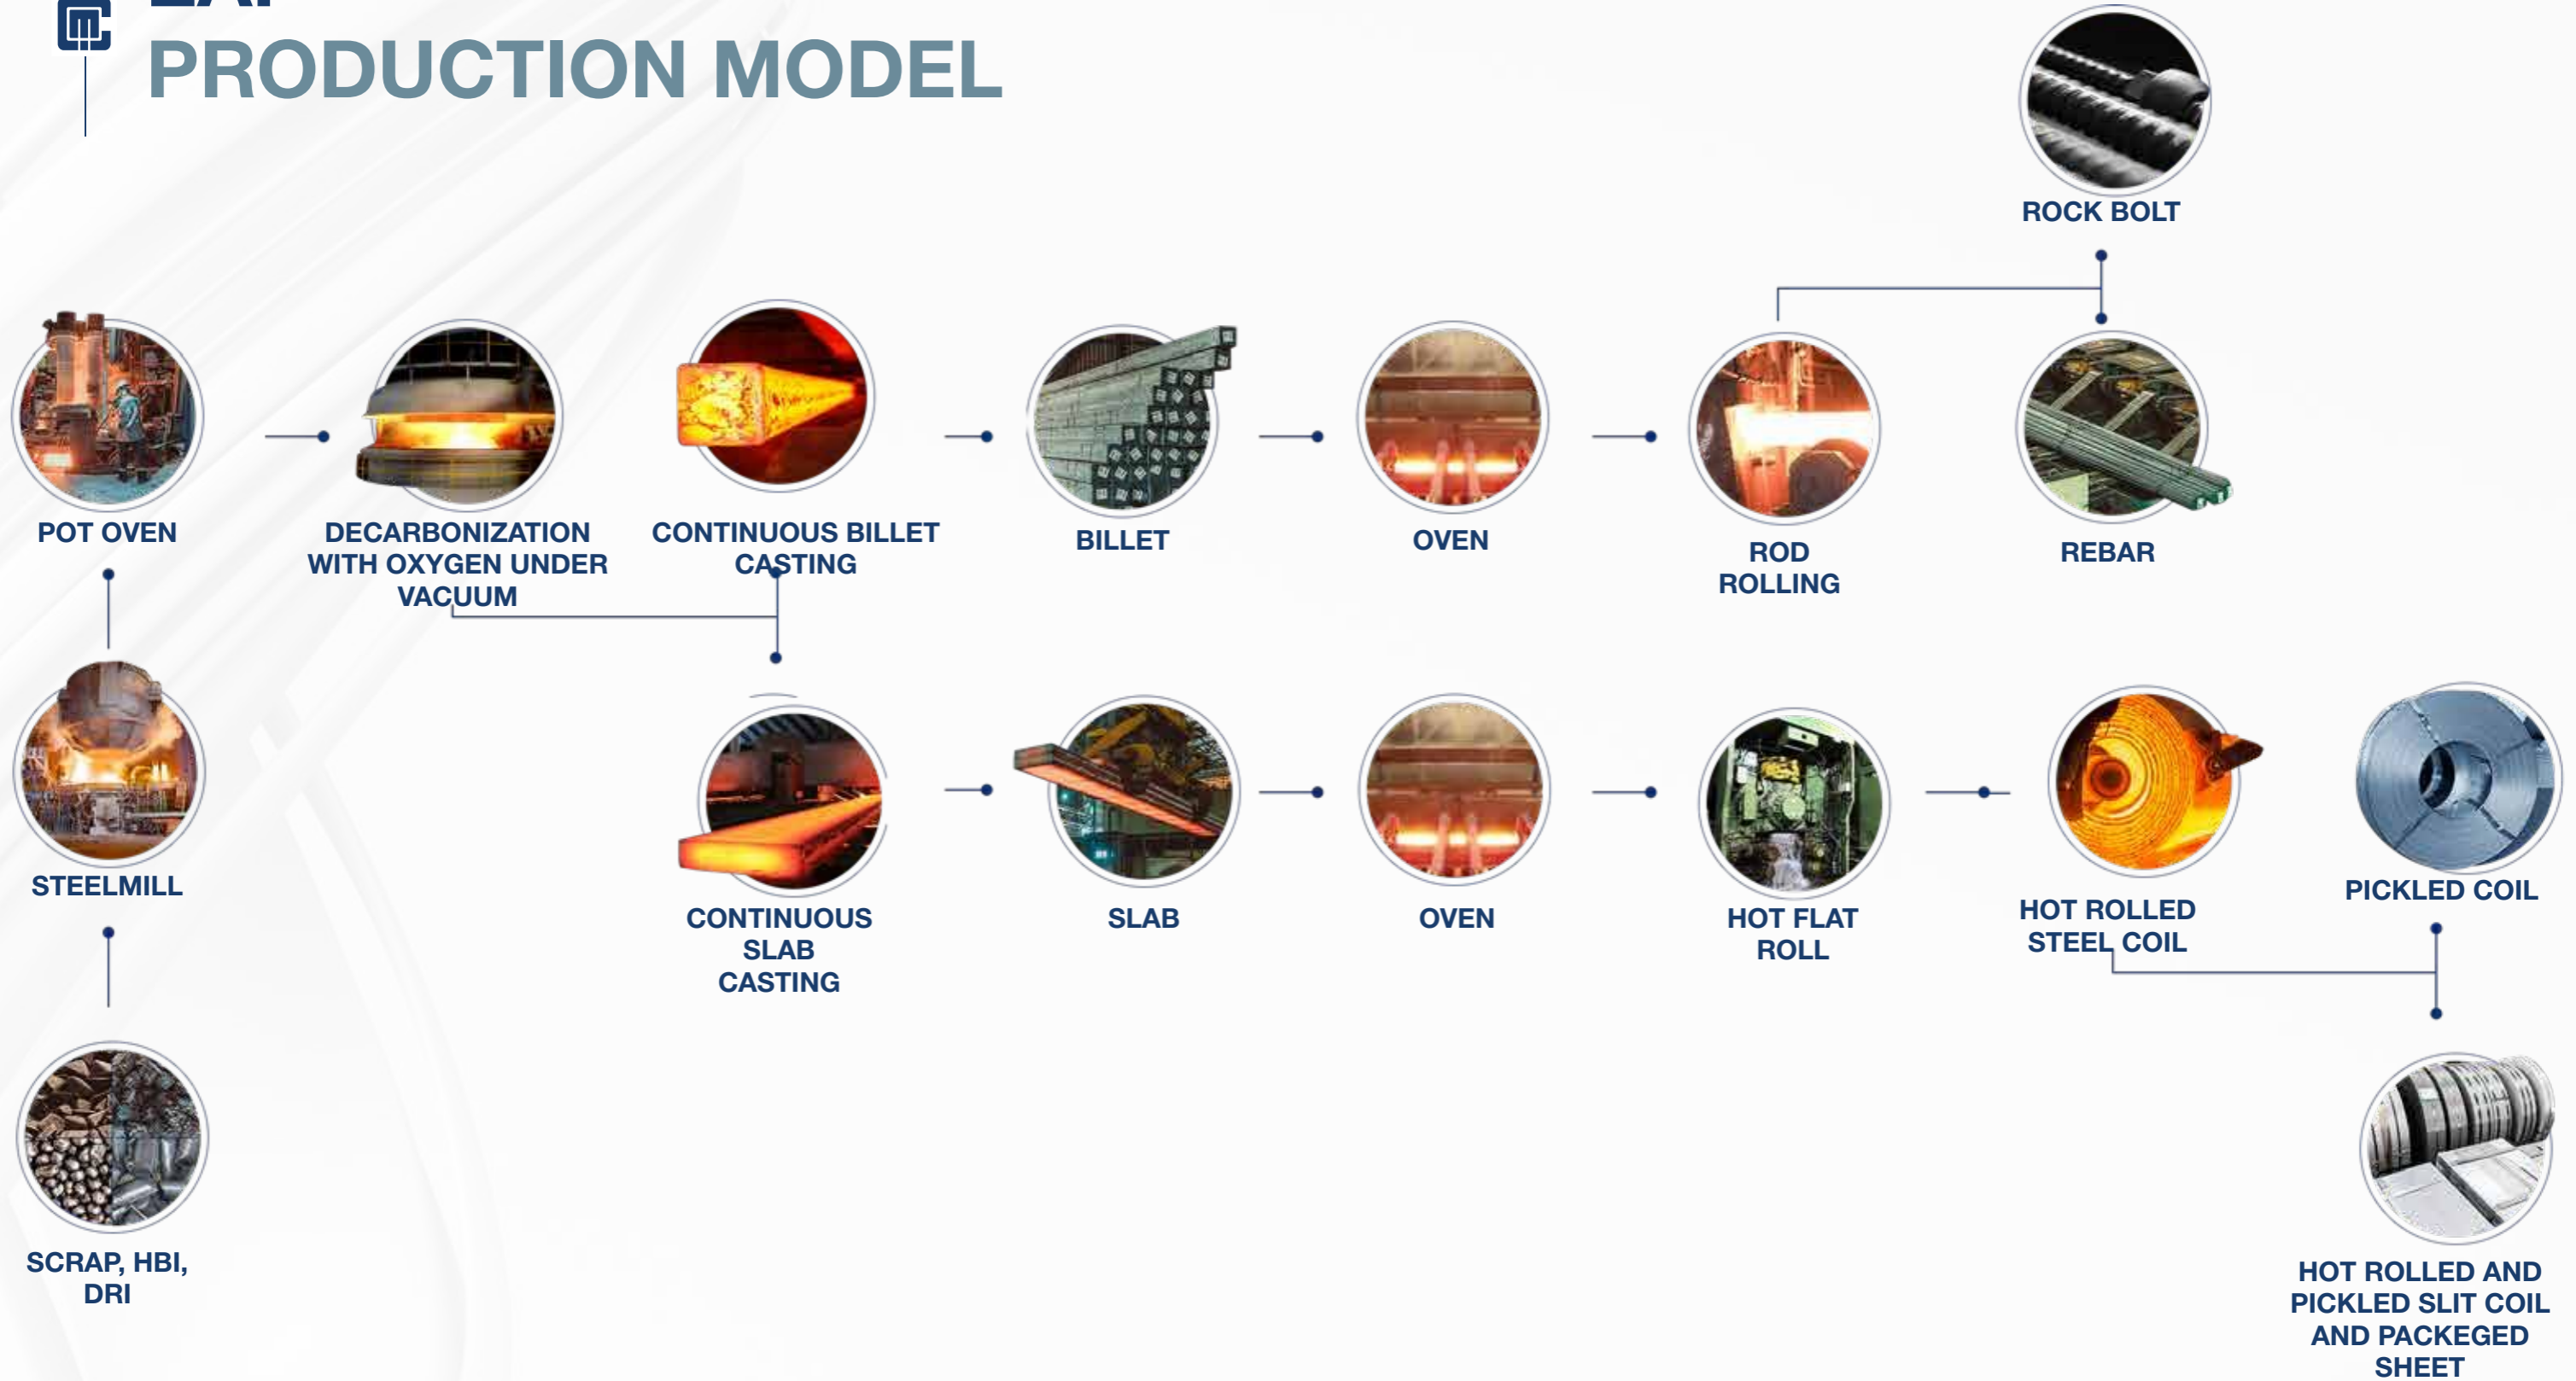 PRODUCTION MODEL
ROCK BOLT
POT OVEN
DECARBONIZATION
WITH OXYGEN UNDER
VACUUM
CONTINUOUS BILLET
CASTING
BILLET
OVEN
ROD
ROLLING
REBAR
STEELMILL
CONTINUOUS
SLAB
CASTING
SLAB
OVEN
HOT FLAT
ROLL
HOT ROLLED
STEEL COIL
PICKLED COIL
SCRAP, HBI,
DRI
HOT ROLLED AND
PICKLED SLIT COIL
AND PACKEGED
SHEET